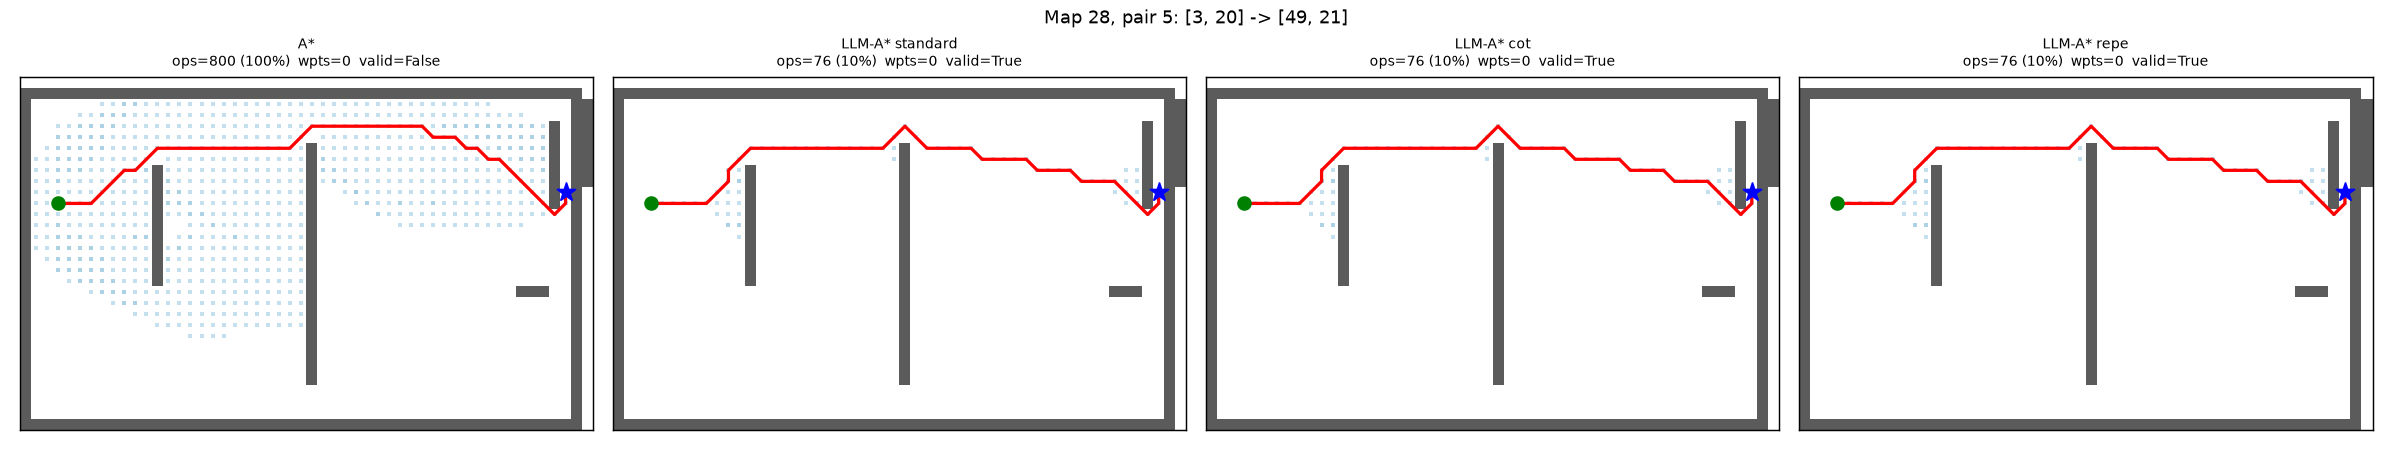 Map 28, pair 5: [3, 20] -> [49, 21]
A*
ops=800 (100%)  wpts=0  valid=False
LLM-A* standard
ops=76 (10%)  wpts=0  valid=True
LLM-A* cot
ops=76 (10%)  wpts=0  valid=True
LLM-A* repe
ops=76 (10%)  wpts=0  valid=True